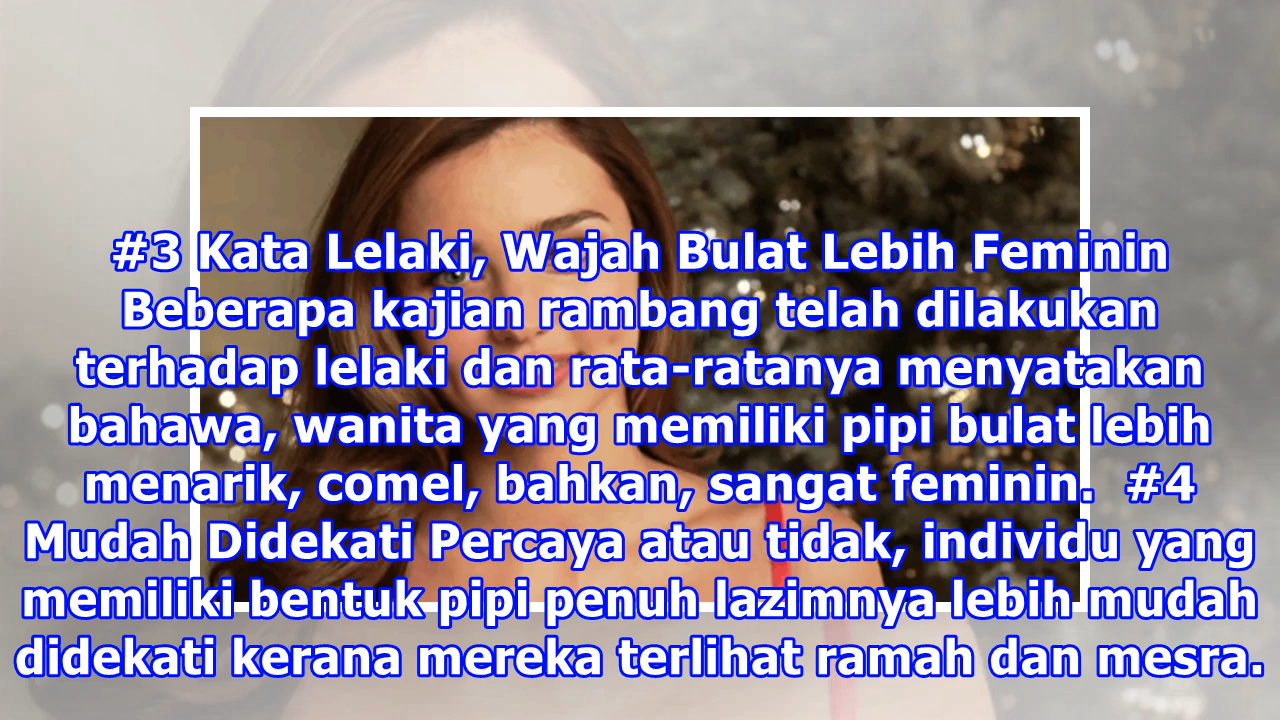 #3 Kata Lelaki, Wajah Bulat Lebih Feminin
Beberapa kajian rambang telah dilakukan
terhadap lelaki dan rata-ratanya menyatakan
bahawa, wanita yang memiliki pipi bulat lebih
menarik, comel, bahkan, sangat feminin.  #4
Mudah Didekati Percaya atau tidak, individu yang
memiliki bentuk pipi penuh lazimnya lebih mudah
didekati kerana mereka terlihat ramah dan mesra.